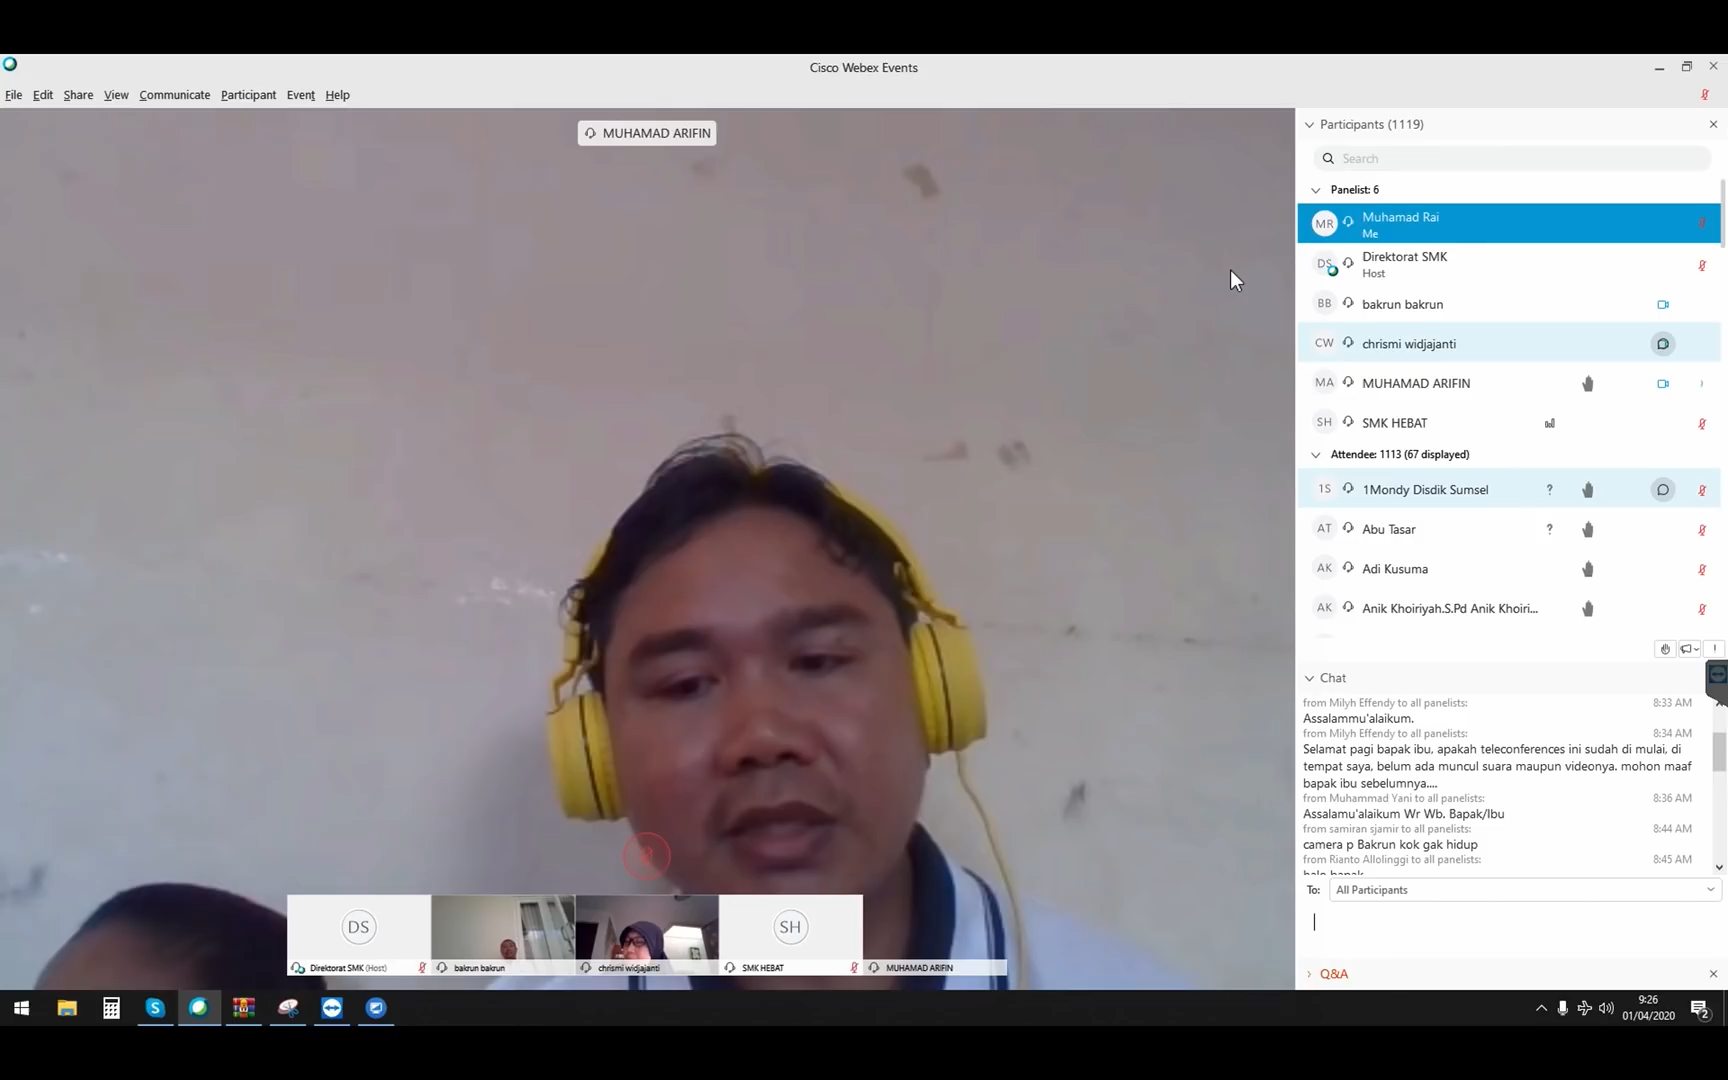 Cisco Webex Events
File Edit Share View Communicate Participant Event Help
MUHAMAD ARIFIN
Participants (1119)
Search
Panelist: 6
MR Muhamad Rai
Me
DS Direktorat SMK
Host
BB bakrun bakrun
CW chrismi widjajanti
MA MUHAMAD ARIFIN
SH SMK HEBAT
Attendee: 1113 (67 displayed)
1S 1Mondy Disdik Sumsel ?
AT Abu Tasar ?
AK Adi Kusuma
AK Anik Khoiriyah.S.Pd Anik Khoiri...
Chat
from Milyh Effendy to all panelists: 8:33 AM
Assalammu'alaikum.
from Milyh Effendy to all panelists: 8:34 AM
Selamat pagi bapak ibu, apakah teleconferences ini sudah di mulai, di
tempat saya, belum ada muncul suara maupun videonya. mohon maaf
bapak ibu sebelumnya....
from Muhammad Yani to all panelists: 8:36 AM
Assalamu'alaikum Wr Wb. Bapak/Ibu
from samiran sjamir to all panelists: 8:44 AM
camera p Bakrun kok gak hidup
from Rianto Allolinggi to all panelists: 8:45 AM
halo bapak
To: All Participants
Q&A
DS
SH
Direktorat SMK (Host)
bakrun bakrun
chrismi widjajanti
SMK HEBAT
MUHAMAD ARIFIN
9:26
01/04/2020
2